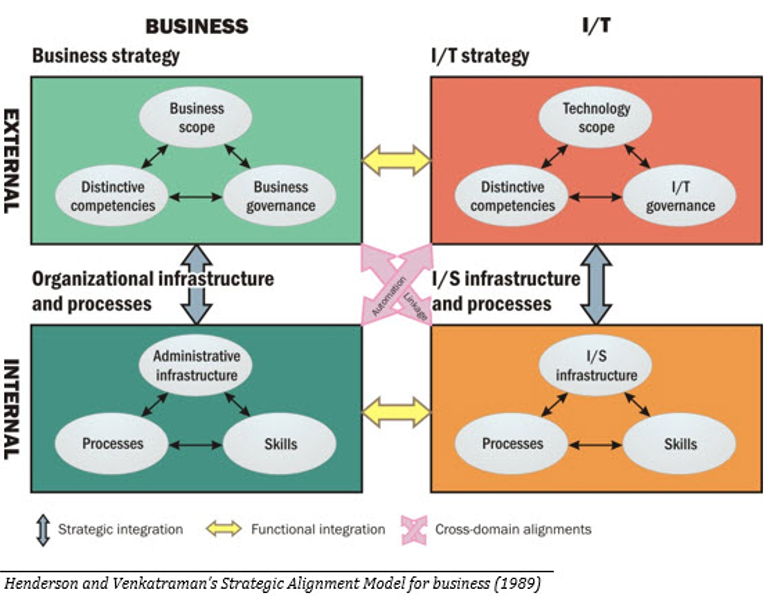 BUSINESS
I/T
Business strategy
I/T strategy
EXTERNAL
Business
scope
Distinctive
competencies
Business
governance
Technology
scope
Distinctive
competencies
I/T
governance
Organizational infrastructure
and processes
Automation
Linkage
I/S infrastructure
and processes
INTERNAL
Administrative
infrastructure
Processes
Skills
I/S
infrastructure
Processes
Skills
Strategic integration
Functional integration
Cross-domain alignments
Henderson and Venkatraman's Strategic Alignment Model for business (1989)